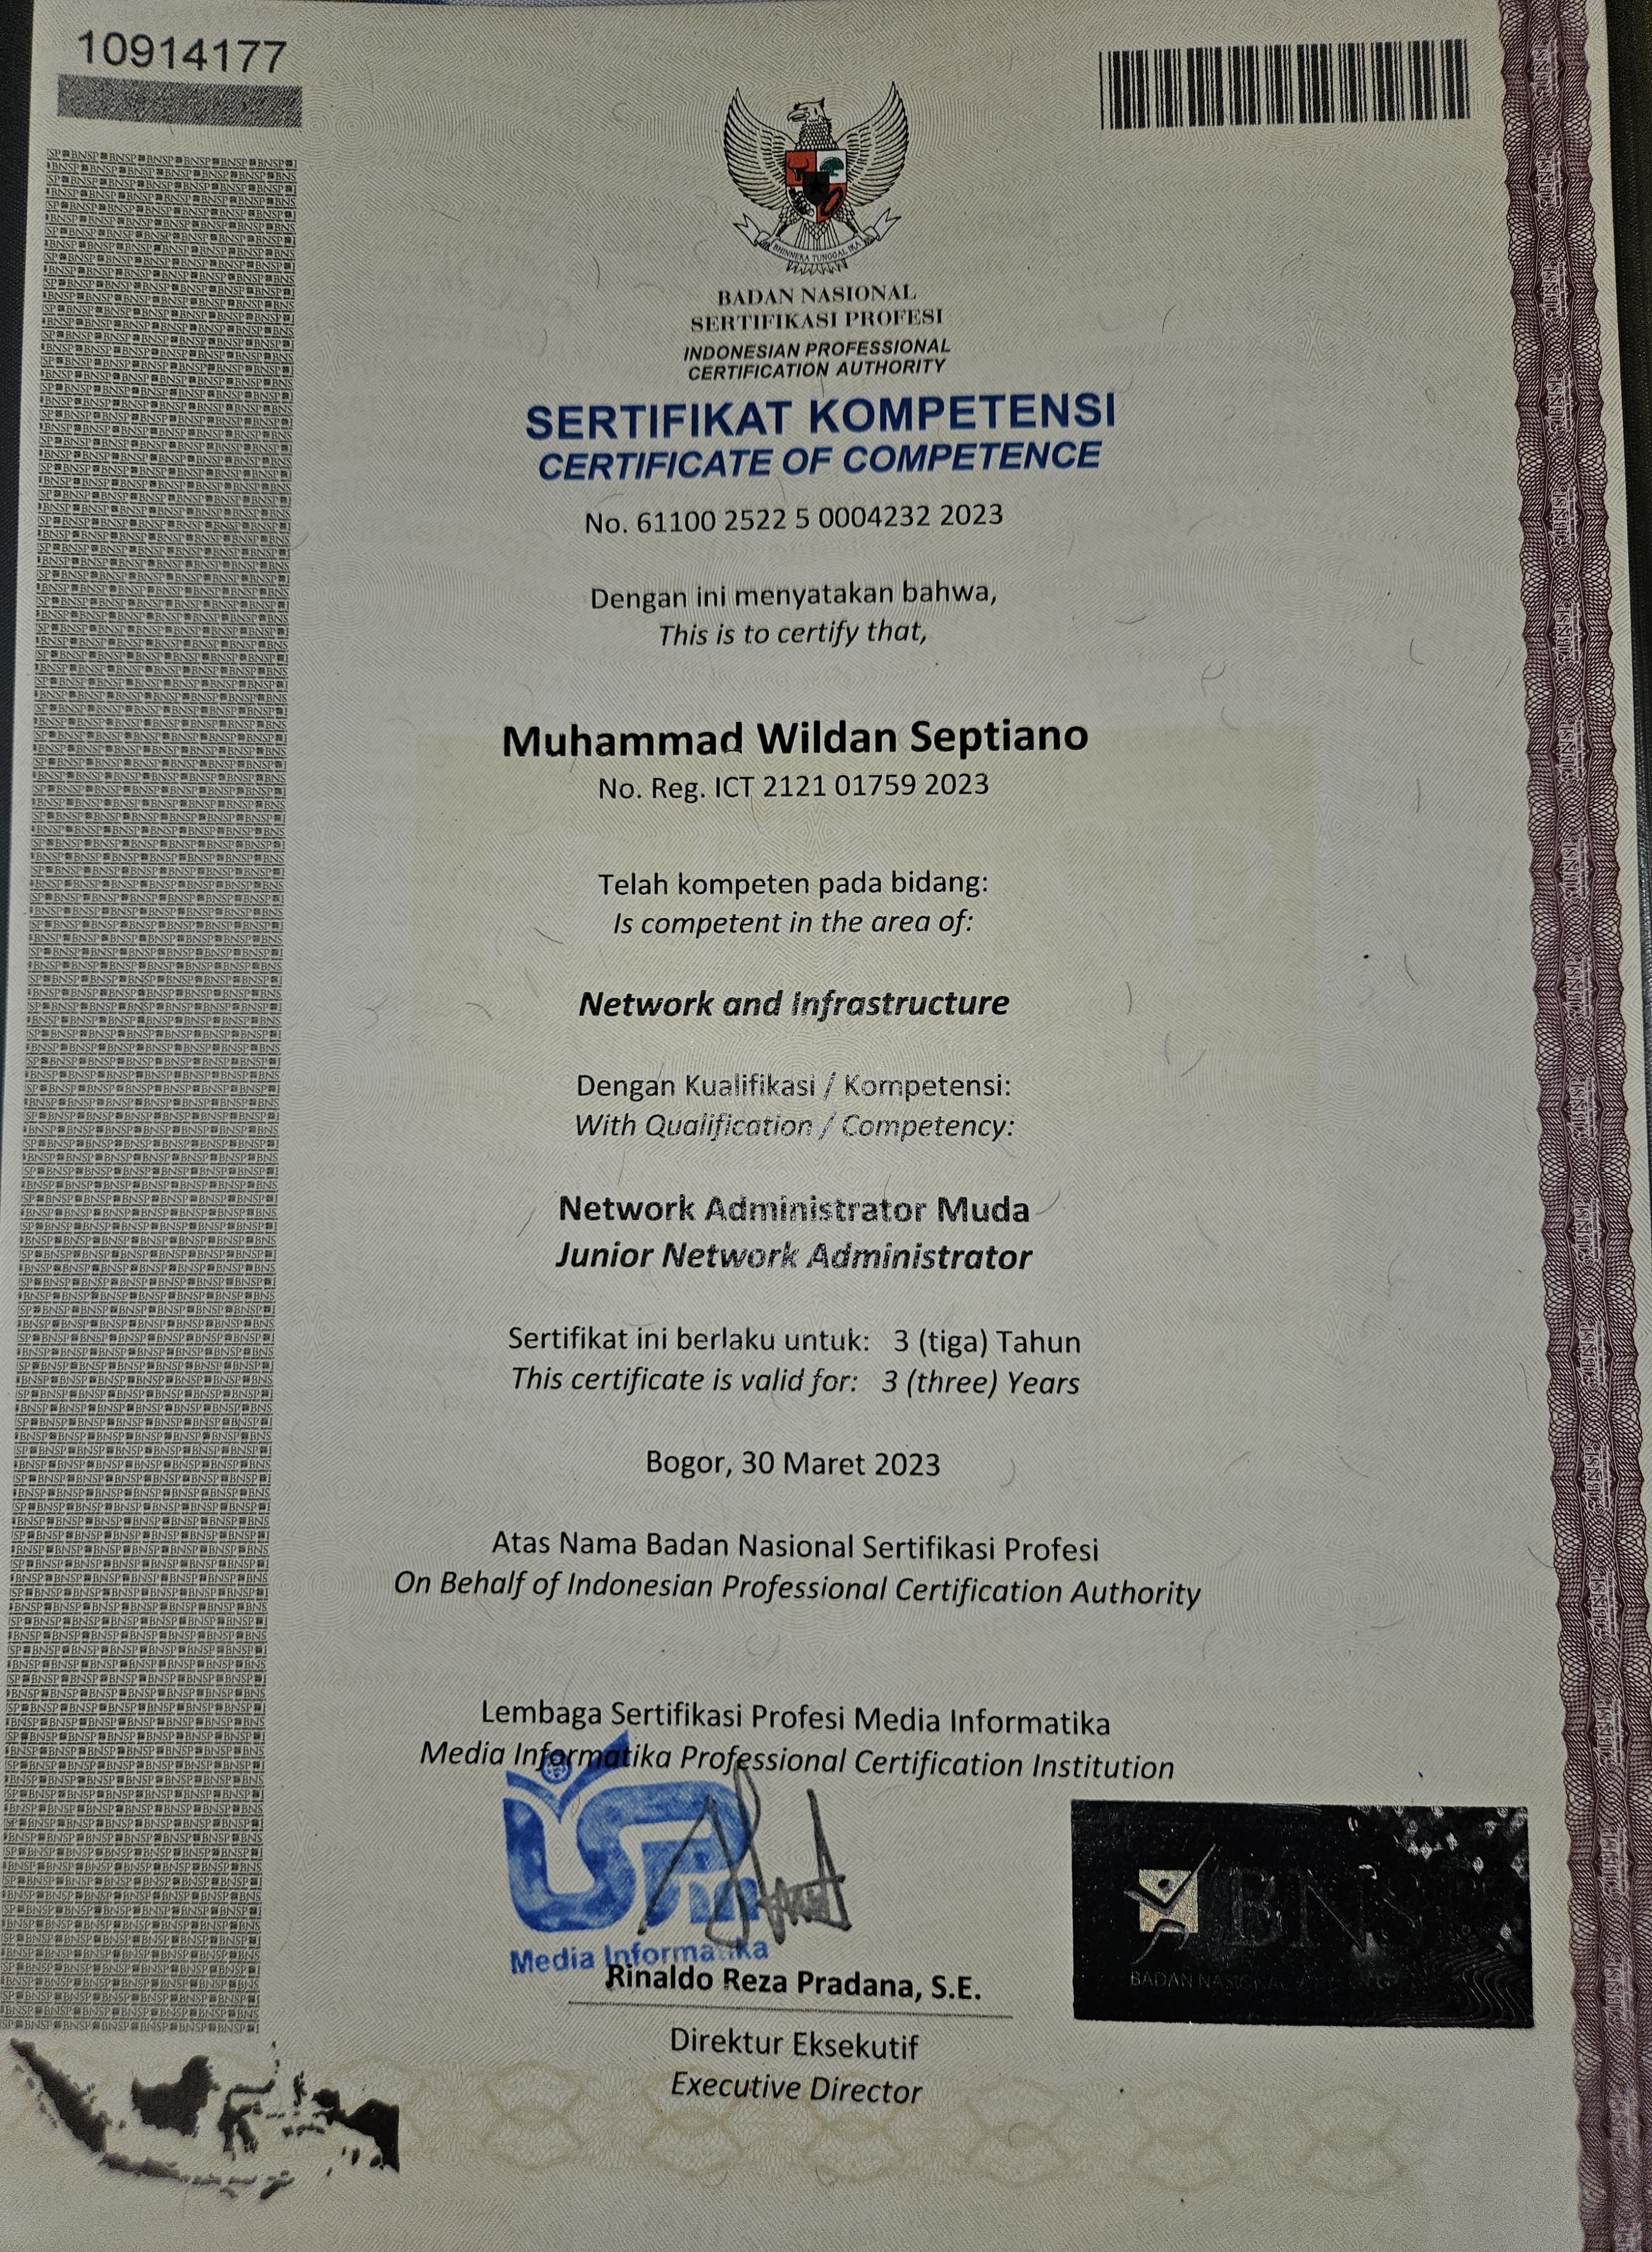 10914177
BHINNEKA TUNGGAL IKA
BADAN NASIONAL
SERTIFIKASI PROFESI
INDONESIAN PROFESSIONAL
CERTIFICATION AUTHORITY
SERTIFIKAT KOMPETENSI
CERTIFICATE OF COMPETENCE
No. 61100 2522 5 0004232 2023
Dengan ini menyatakan bahwa,
This is to certify that,
Muhammad Wildan Septiano
No. Reg. ICT 2121 01759 2023
Telah kompeten pada bidang:
Is competent in the area of:
Network and Infrastructure
Dengan Kualifikasi / Kompetensi:
With Qualification / Competency:
Network Administrator Muda
Junior Network Administrator
Sertifikat ini berlaku untuk: 3 (tiga) Tahun
This certificate is valid for: 3 (three) Years
Bogor, 30 Maret 2023
Atas Nama Badan Nasional Sertifikasi Profesi
On Behalf of Indonesian Professional Certification Authority
Lembaga Sertifikasi Profesi Media Informatika
Media Informatika Professional Certification Institution
Media Informatika
Rinaldo Reza Pradana, S.E.
Direktur Eksekutif
Executive Director
BNSP
BADAN NASIONAL